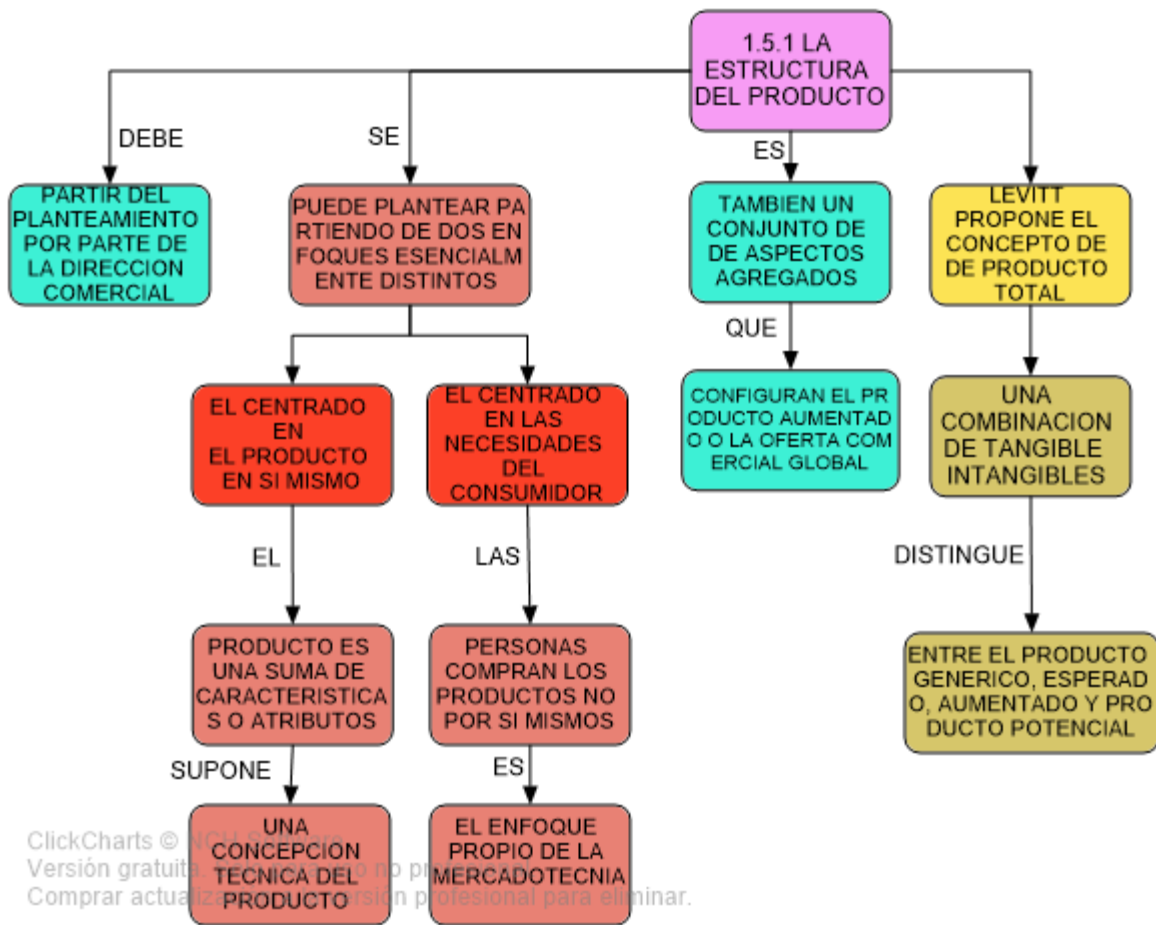 1.5.1 LA
ESTRUCTURA
DEL PRODUCTO
DEBE
SE
ES
PARTIR DEL
PLANTEAMIENTO
POR PARTE DE
LA DIRECCION
COMERCIAL
PUEDE PLANTEAR PA
RTIENDO DE DOS EN
FOQUES ESENCIALM
ENTE DISTINTOS
TAMBIEN UN
CONJUNTO DE
DE ASPECTOS
AGREGADOS
LEVITT
PROPONE EL
CONCEPTO DE
DE PRODUCTO
TOTAL
QUE
EL CENTRADO
EN
EL PRODUCTO
EN SI MISMO
EL CENTRADO
EN LAS
NECESIDADES
DEL
CONSUMIDOR
CONFIGURAN EL PR
ODUCTO AUMENTAD
O O LA OFERTA COM
ERCIAL GLOBAL
UNA
COMBINACION
DE TANGIBLE
INTANGIBLES
EL
LAS
DISTINGUE
PRODUCTO ES
UNA SUMA DE
CARACTERISTICA
S O ATRIBUTOS
PERSONAS
COMPRAN LOS
PRODUCTOS NO
POR SI MISMOS
ENTRE EL PRODUCTO
GENERICO, ESPERAD
O, AUMENTADO Y PRO
DUCTO POTENCIAL
SUPONE
ES
UNA
CONCEPCION
TECNICA DEL
PRODUCTO
EL ENFOQUE
PROPIO DE LA
MERCADOTECNIA
ClickCharts © NCH Software
Versión gratuita. no
Comprar versión profesional para eliminar.